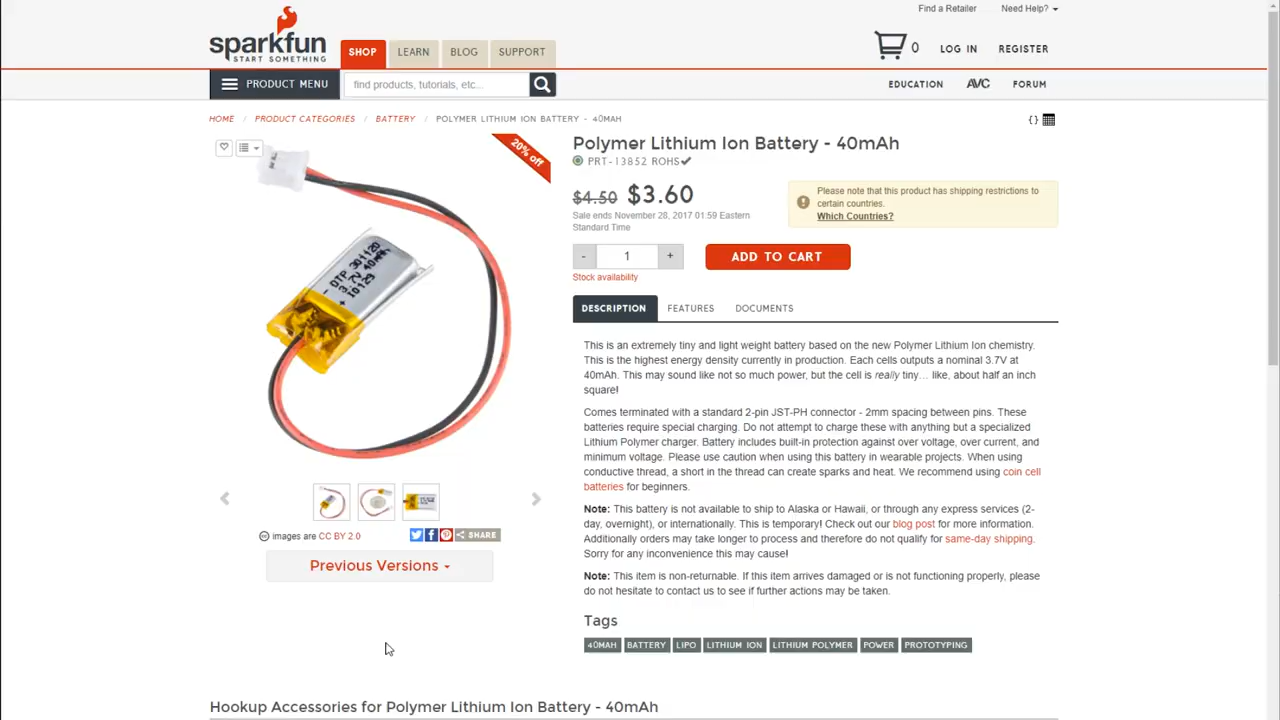 Find a Retailer
Need Help?
sparkfun
START SOMETHING
SHOP
LEARN
BLOG
SUPPORT
0
LOG IN
REGISTER
PRODUCT MENU
find products, tutorials, etc...
EDUCATION
AVC
FORUM
HOME / PRODUCT CATEGORIES / BATTERY / POLYMER LITHIUM ION BATTERY - 40MAH
{ }
20% off
DTP 301120
3.7V 40mAh
- +
10129
images are CC BY 2.0
SHARE
Previous Versions
Polymer Lithium Ion Battery - 40mAh
PRT-13852 ROHS✔
$4.50 $3.60
Sale ends November 28, 2017 01:59 Eastern
Standard Time
Please note that this product has shipping restrictions to
certain countries.
Which Countries?
- 1 +
ADD TO CART
Stock availability
DESCRIPTION
FEATURES
DOCUMENTS
This is an extremely tiny and light weight battery based on the new Polymer Lithium Ion chemistry.
This is the highest energy density currently in production. Each cells outputs a nominal 3.7V at
40mAh. This may sound like not so much power, but the cell is really tiny… like, about half an inch
square!
Comes terminated with a standard 2-pin JST-PH connector - 2mm spacing between pins. These
batteries require special charging. Do not attempt to charge these with anything but a specialized
Lithium Polymer charger. Battery includes built-in protection against over voltage, over current, and
minimum voltage. Please use caution when using this battery in wearable projects. When using
conductive thread, a short in the thread can create sparks and heat. We recommend using coin cell
batteries for beginners.
Note: This battery is not available to ship to Alaska or Hawaii, or through any express services (2-
day, overnight), or internationally. This is temporary! Check out our blog post for more information.
Additionally orders may take longer to process and therefore do not qualify for same-day shipping.
Sorry for any inconvenience this may cause!
Note: This item is non-returnable. If this item arrives damaged or is not functioning properly, please
do not hesitate to contact us to see if further actions may be taken.
Tags
40MAH
BATTERY
LIPO
LITHIUM ION
LITHIUM POLYMER
POWER
PROTOTYPING
Hookup Accessories for Polymer Lithium Ion Battery - 40mAh